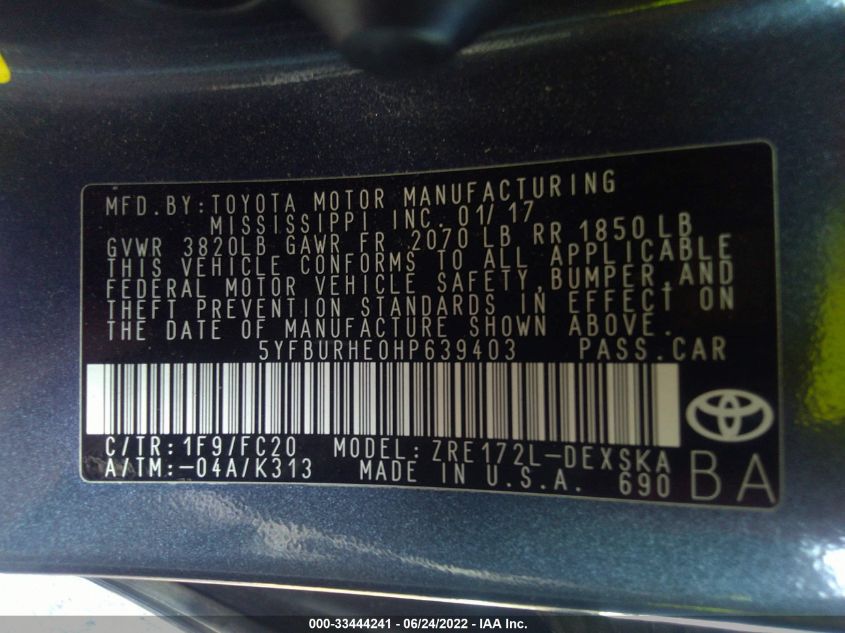 MFD.BY:TOYOTA MOTOR MANUFACTURING
MISSISSIPPI INC. 01/17
GVWR 3820LB GAWR FR 2070 LB RR 1850 LB
THIS VEHICLE CONFORMS TO ALL APPLICABLE
FEDERAL MOTOR VEHICLE SAFETY,BUMPER,AND
THEFT PREVENTION STANDARDS IN EFFECT ON
THE DATE OF MANUFACTURE SHOWN ABOVE.
5YFBURHE0HP639403 PASS.CAR
C/TR:1F9/FC20 MODEL:ZRE172L-DEXSKA
A/TM:-04A/K313 MADE IN U.S.A. 690 BA
000-33444241 - 06/24/2022 - IAA Inc.